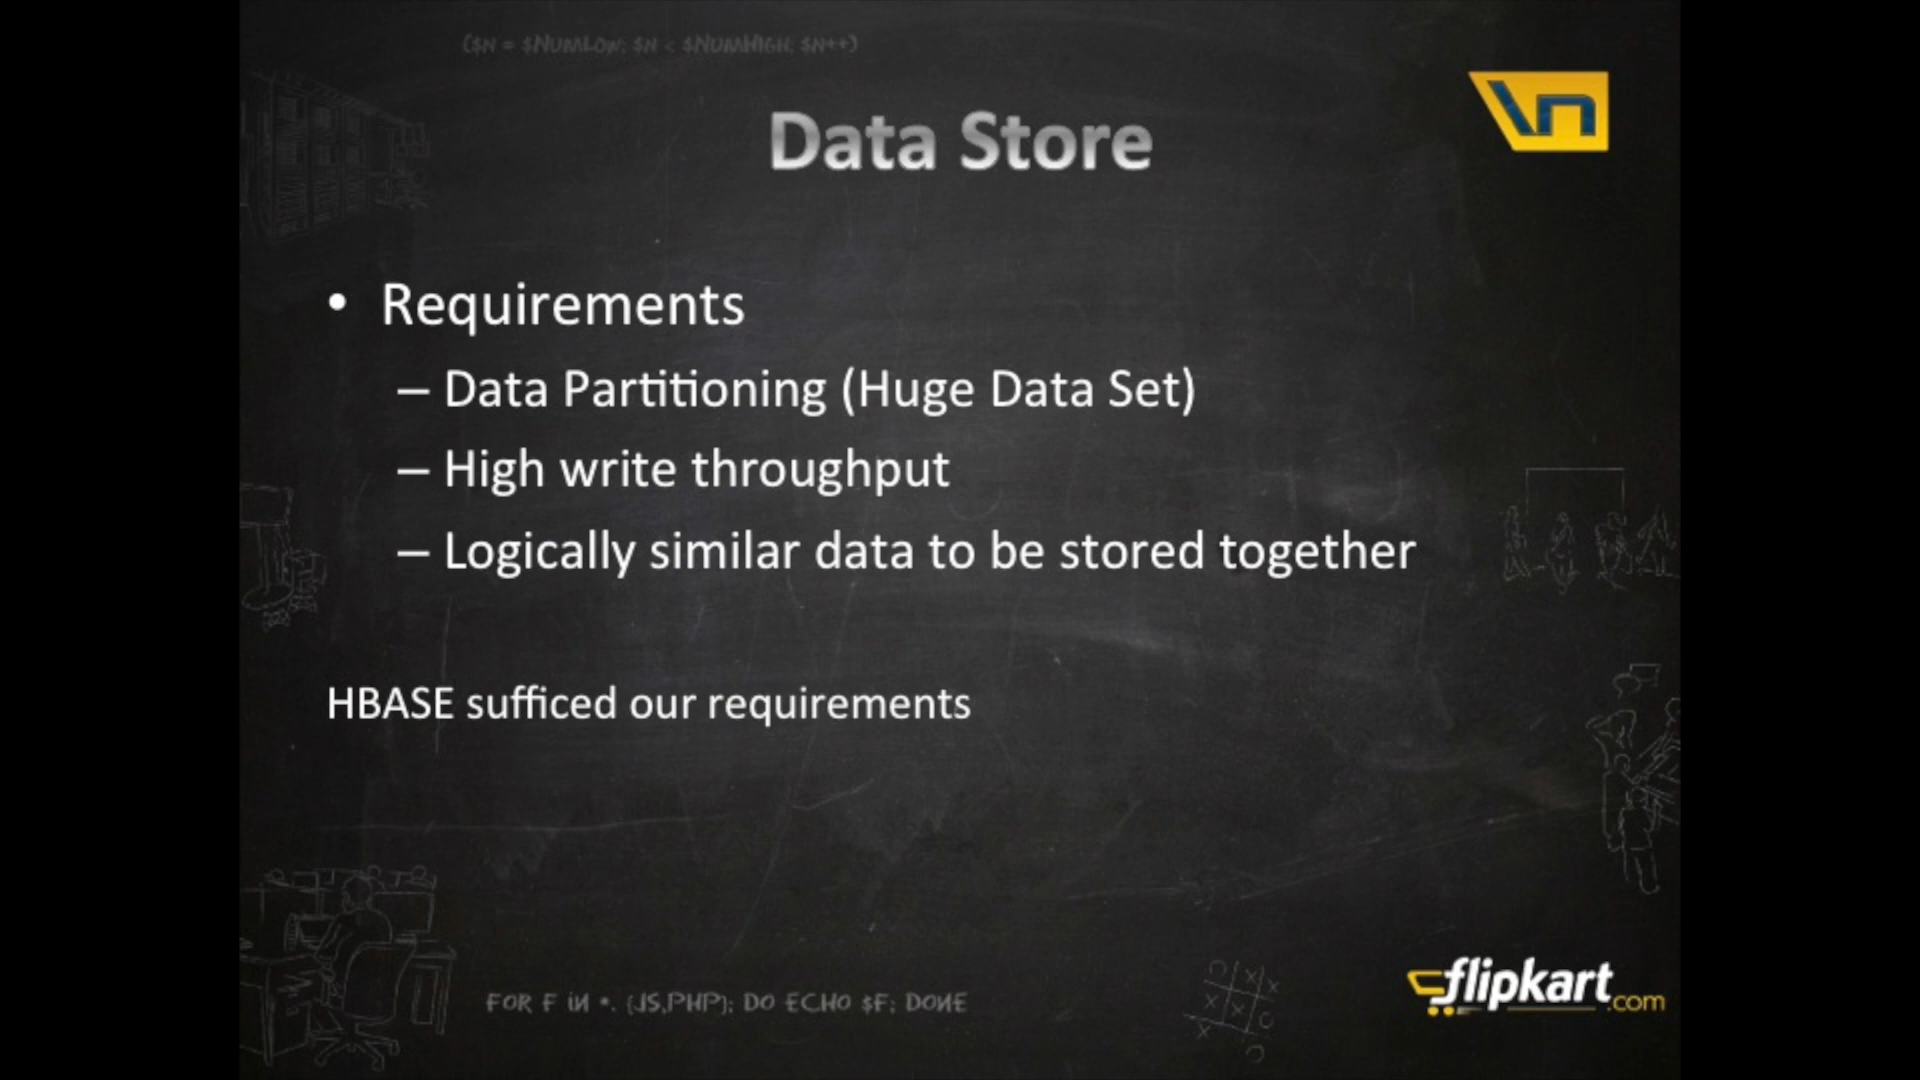 ($N = $NUMLOW; $N < $NUMHIGH; $N++)
\n
Data Store
• Requirements
– Data Partitioning (Huge Data Set)
– High write throughput
– Logically similar data to be stored together
HBASE sufficed our requirements
FOR F IN *. {JS,PHP}; DO ECHO $F; DONE
flipkart.com